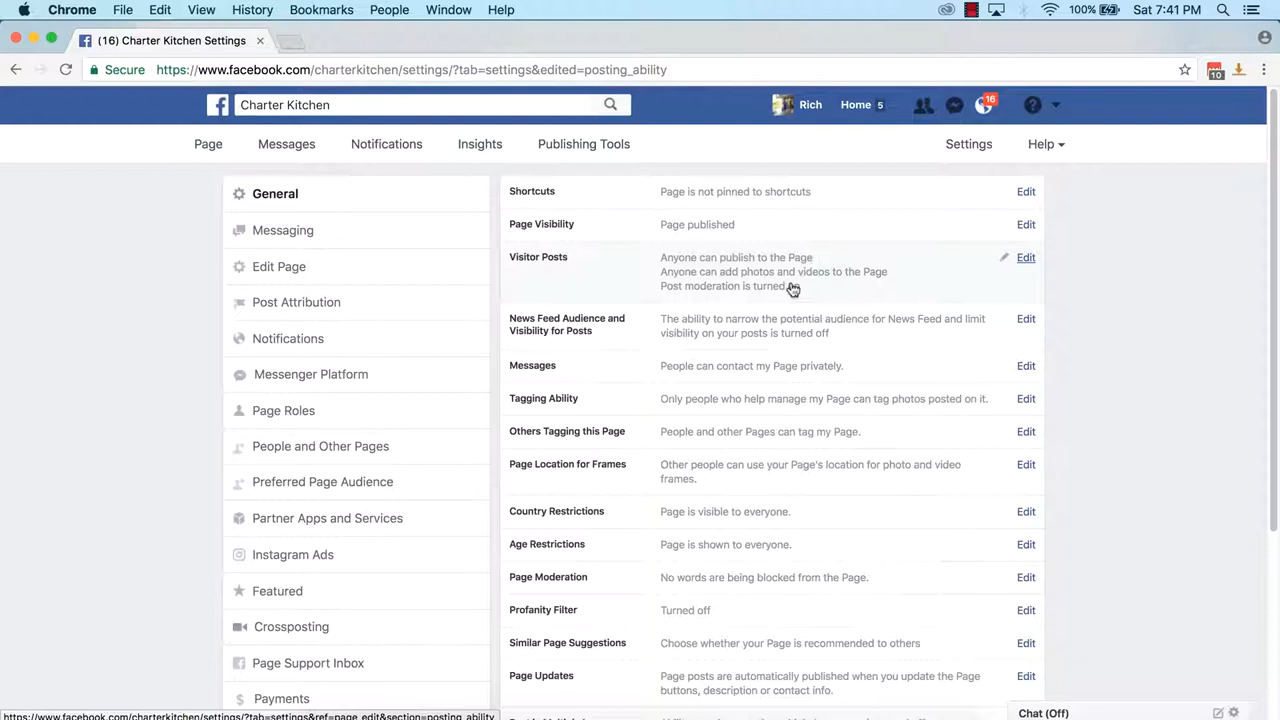 Chrome File Edit View History Bookmarks People Window Help 100% Sat 7:41 PM
(16) Charter Kitchen Settings
Secure https://www.facebook.com/charterkitchen/settings/?tab=settings&edited=posting_ability 10
Charter Kitchen Rich Home 5 16
Page Messages Notifications Insights Publishing Tools Settings Help
General
Messaging
Edit Page
Post Attribution
Notifications
Messenger Platform
Page Roles
People and Other Pages
Preferred Page Audience
Partner Apps and Services
Instagram Ads
Featured
Crossposting
Page Support Inbox
Payments
Shortcuts Page is not pinned to shortcuts Edit
Page Visibility Page published Edit
Visitor Posts Anyone can publish to the Page Edit
Anyone can add photos and videos to the Page
Post moderation is turned
News Feed Audience and The ability to narrow the potential audience for News Feed and limit Edit
Visibility for Posts visibility on your posts is turned off
Messages People can contact my Page privately. Edit
Tagging Ability Only people who help manage my Page can tag photos posted on it. Edit
Others Tagging this Page People and other Pages can tag my Page. Edit
Page Location for Frames Other people can use your Page's location for photo and video Edit
frames.
Country Restrictions Page is visible to everyone. Edit
Age Restrictions Page is shown to everyone. Edit
Page Moderation No words are being blocked from the Page. Edit
Profanity Filter Turned off Edit
Similar Page Suggestions Choose whether your Page is recommended to others Edit
Page Updates Page posts are automatically published when you update the Page Edit
buttons, description or contact info.
Chat (Off)
https://www.facebook.com/charterkitchen/settings/?tab=settings&ref=page_edit&section=posting_ability